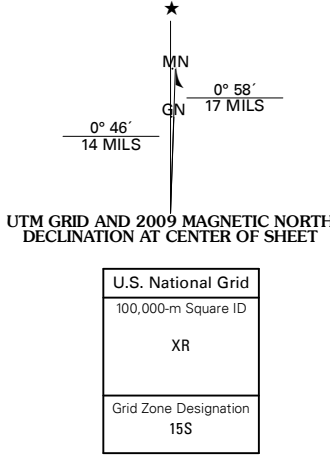 ★
MN
0° 58´
17 MILS
GN
0° 46´
14 MILS
UTM GRID AND 2009 MAGNETIC NORTH
DECLINATION AT CENTER OF SHEET
U.S. National Grid
100,000-m Square ID
XR
Grid Zone Designation
15S